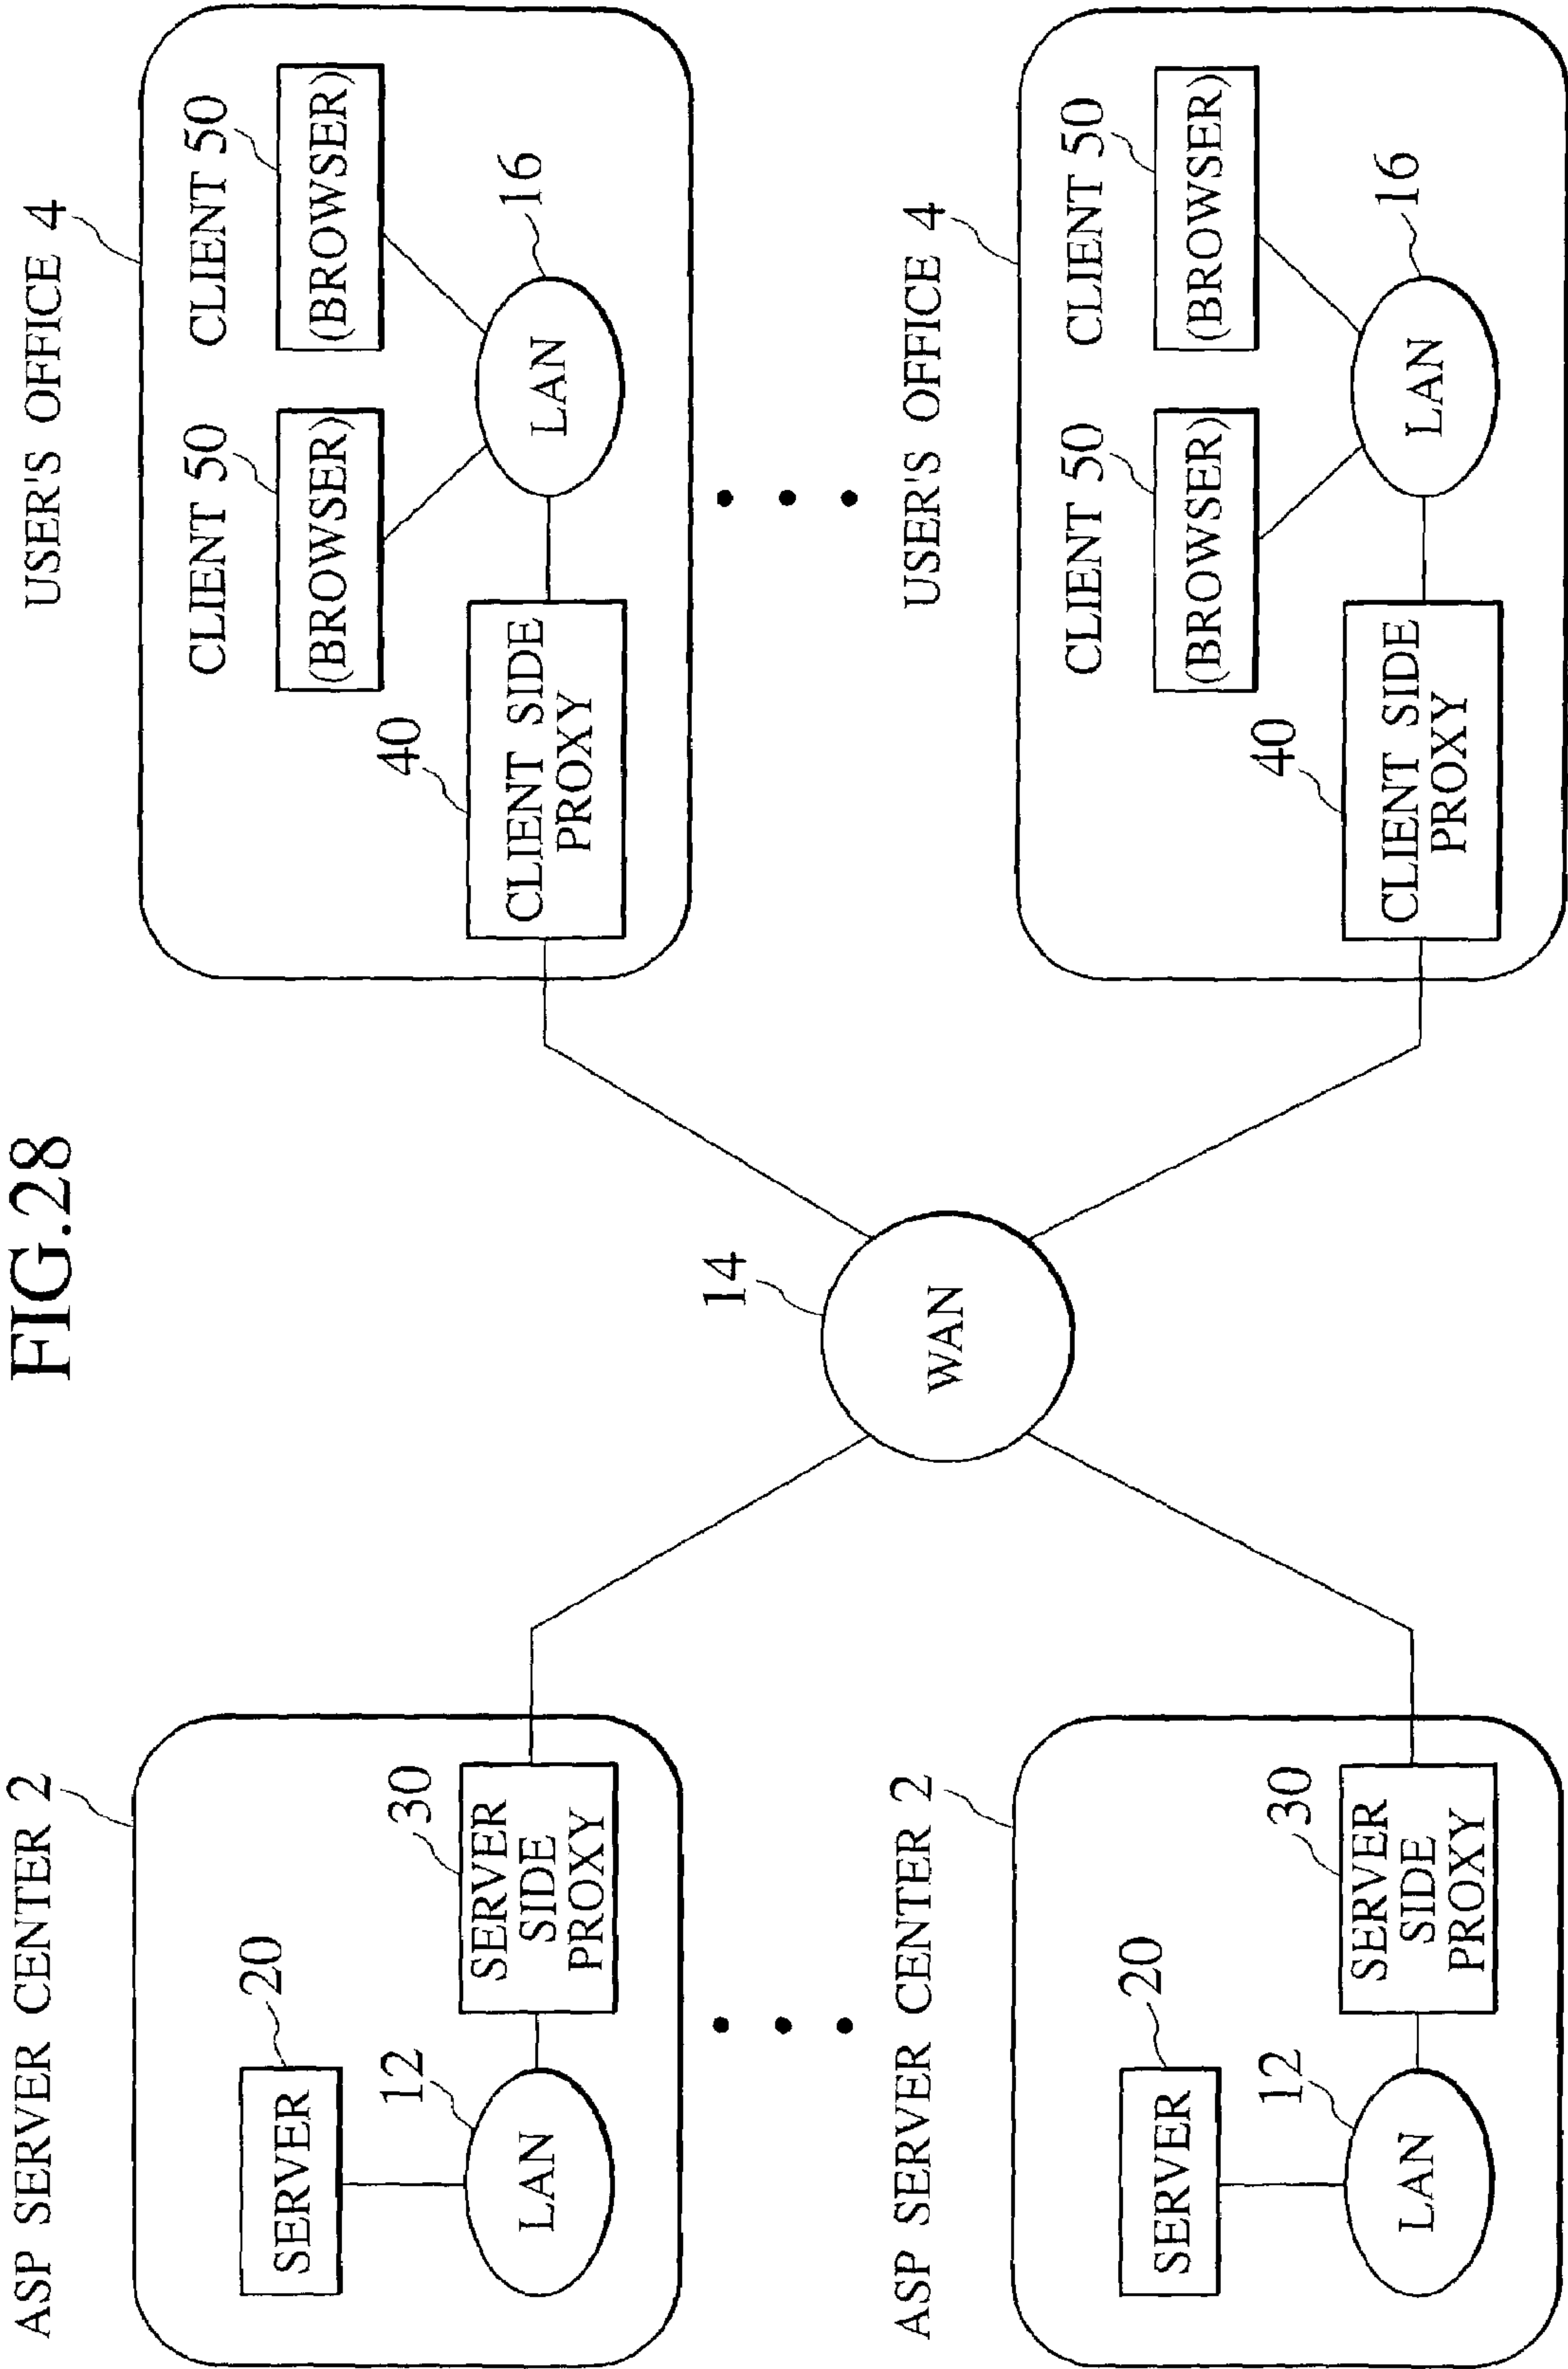 FIG.28
ASP SERVER CENTER 2
SERVER
20
12
LAN
30
SERVER
SIDE
PROXY
ASP SERVER CENTER 2
SERVER
20
12
LAN
30
SERVER
SIDE
PROXY
14
WAN
USER'S OFFICE 4
CLIENT 50
(BROWSER)
CLIENT 50
(BROWSER)
40
CLIENT SIDE
PROXY
LAN
16
USER'S OFFICE 4
CLIENT 50
(BROWSER)
CLIENT 50
(BROWSER)
40
CLIENT SIDE
PROXY
LAN
16